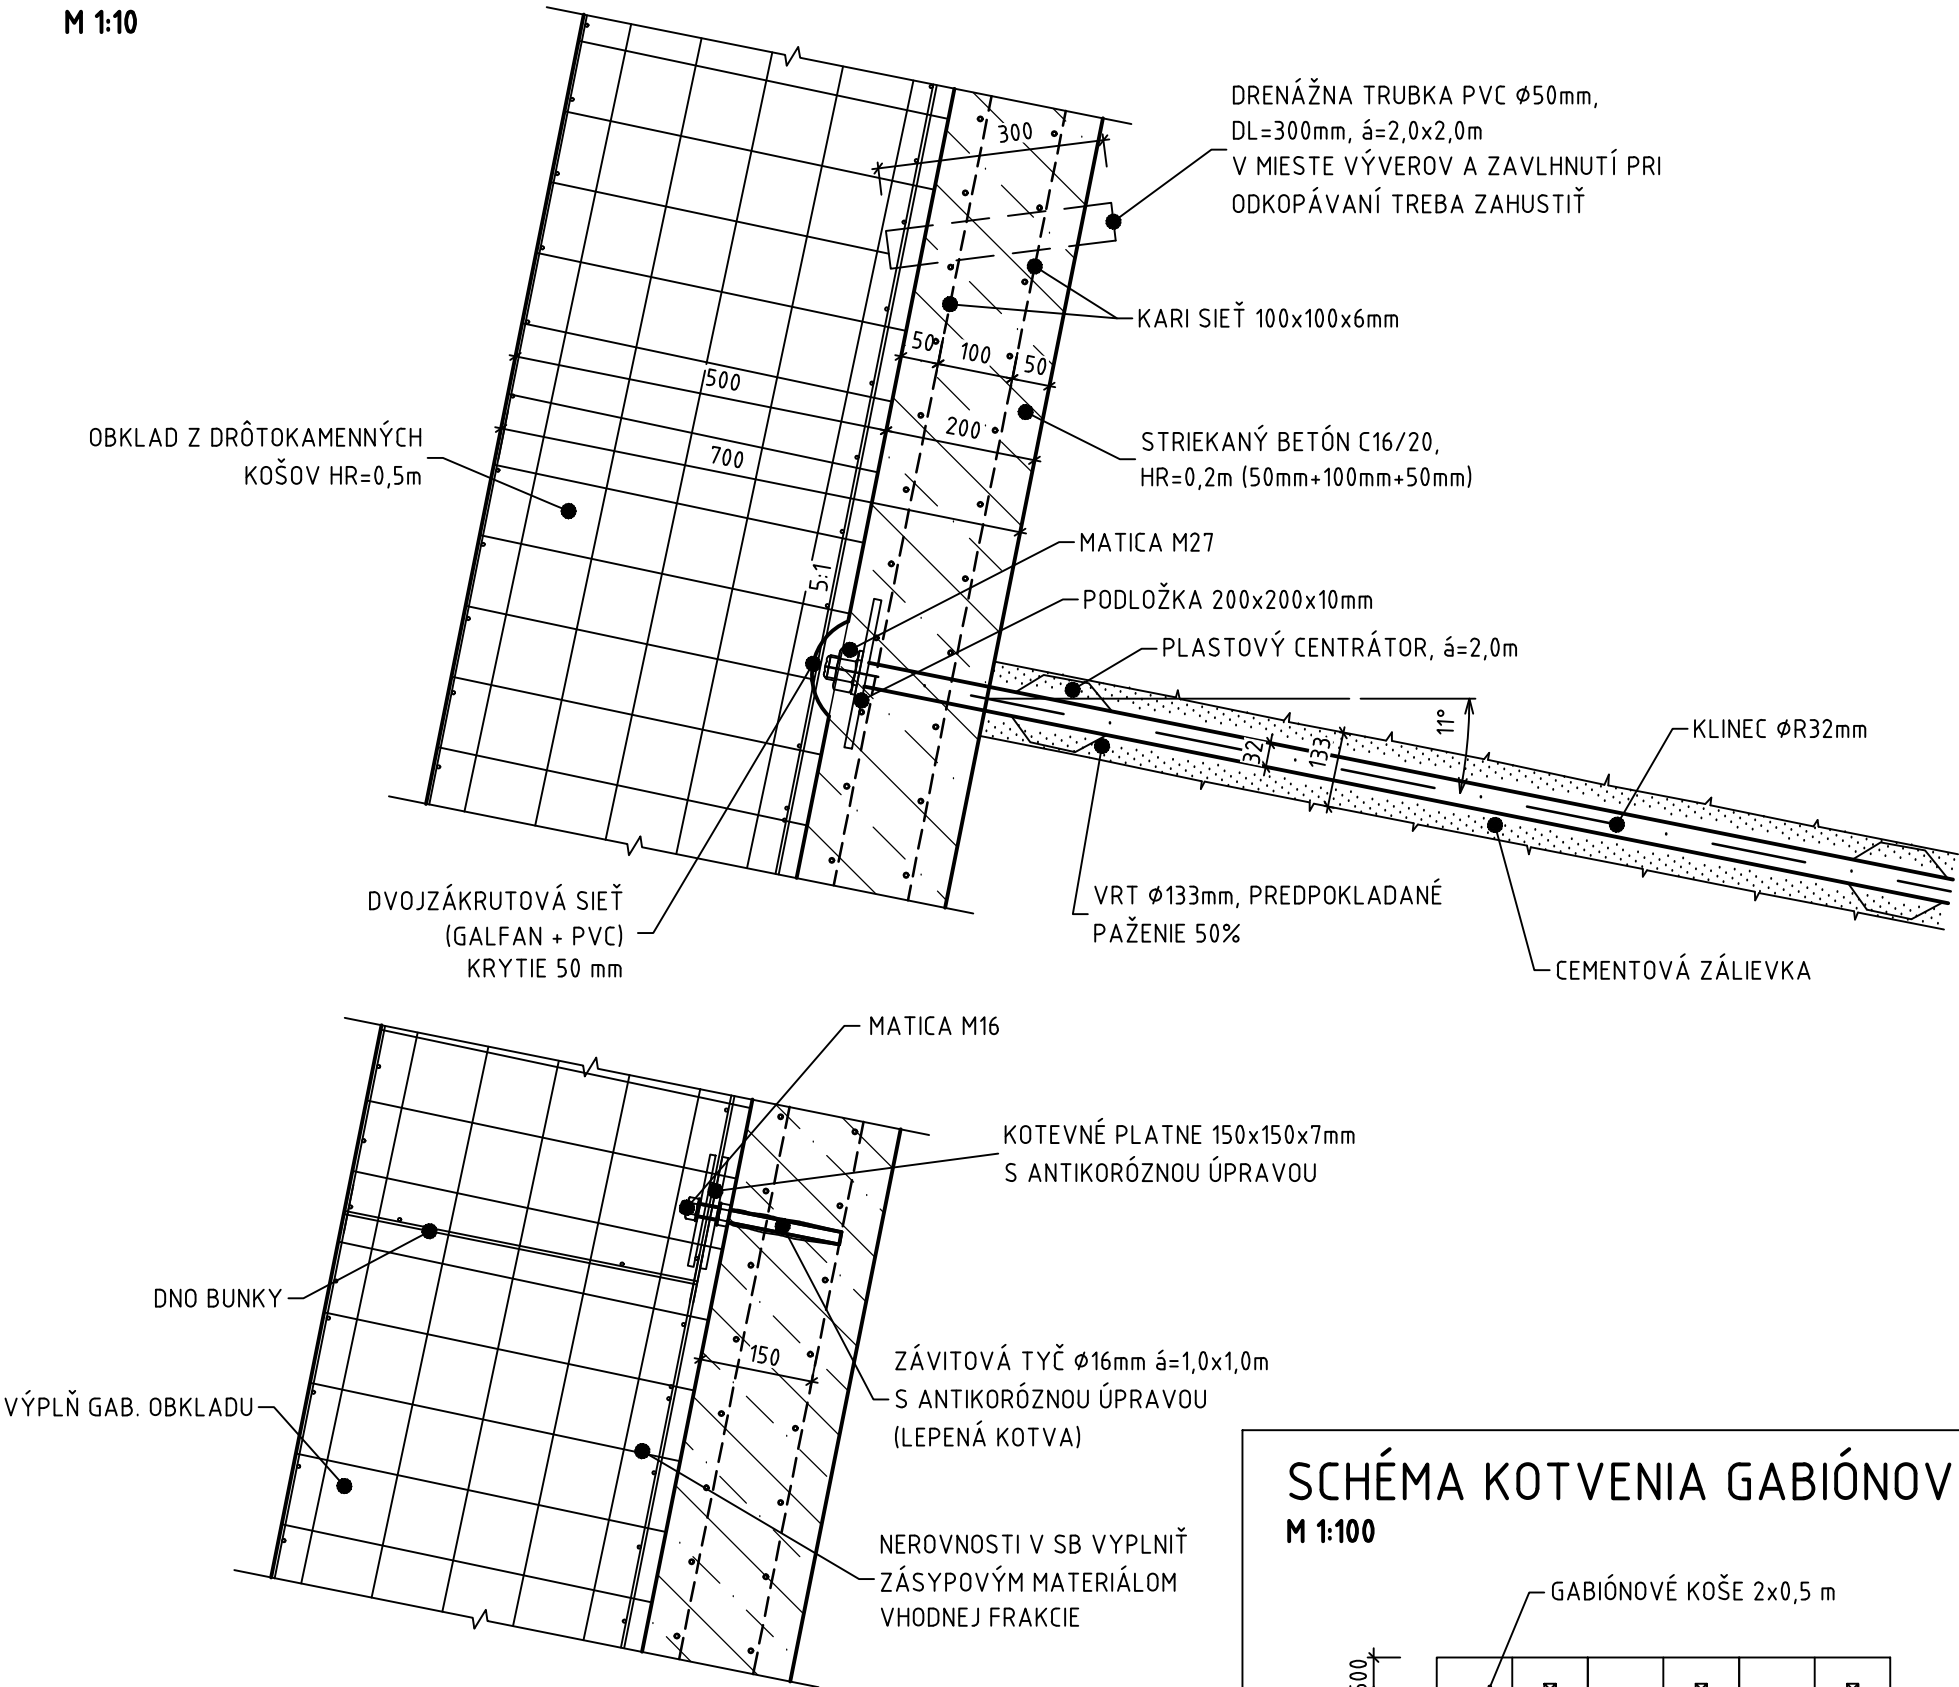 M 1:10
DRENÁŽNA TRUBKA PVC Ø50mm,
DL=300mm, á=2,0x2,0m
V MIESTE VÝVEROV A ZAVLHNUTÍ PRI
ODKOPÁVANÍ TREBA ZAHUSTIŤ
300
KARI SIEŤ 100x100x6mm
50
100
50
500
200
700
OBKLAD Z DRÔTOKAMENNÝCH
KOŠOV HR=0,5m
STRIEKANÝ BETÓN C16/20,
HR=0,2m (50mm+100mm+50mm)
MATICA M27
5:1
PODLOŽKA 200x200x10mm
PLASTOVÝ CENTRÁTOR, á=2,0m
11°
KLINEC ØR32mm
32
133
DVOJZÁKRUTOVÁ SIEŤ
(GALFAN + PVC)
KRYTIE 50 mm
VRT Ø133mm, PREDPOKLADANÉ
PAŽENIE 50%
CEMENTOVÁ ZÁLIEVKA
MATICA M16
KOTEVNÉ PLATNE 150x150x7mm
S ANTIKORÓZNOU ÚPRAVOU
DNO BUNKY
150
ZÁVITOVÁ TYČ Ø16mm á=1,0x1,0m
S ANTIKORÓZNOU ÚPRAVOU
(LEPENÁ KOTVA)
VÝPLŇ GAB. OBKLADU
NEROVNOSTI V SB VYPLNIŤ
ZÁSYPOVÝM MATERIÁLOM
VHODNEJ FRAKCIE
SCHÉMA KOTVENIA GABIÓNOV
M 1:100
GABIÓNOVÉ KOŠE 2x0,5 m